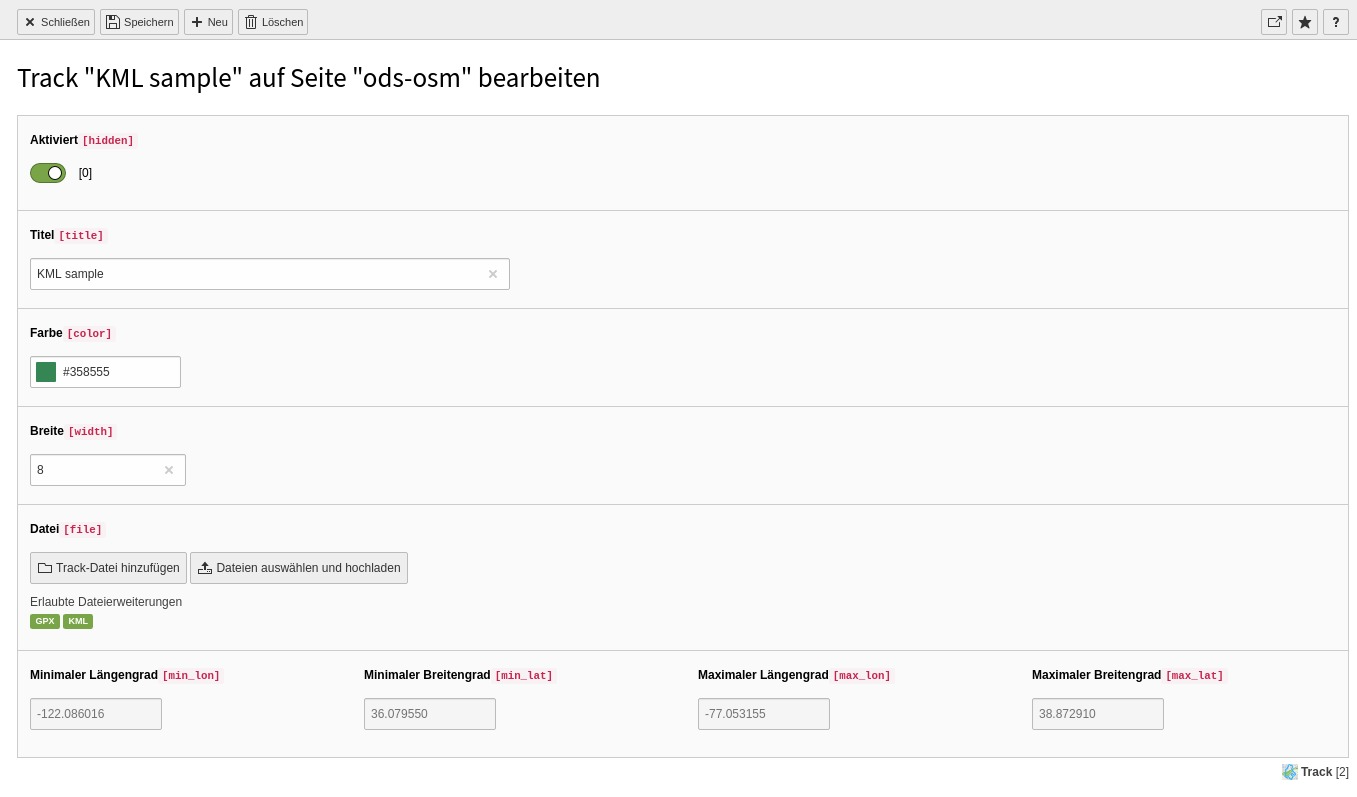 Schließen Speichern Neu Löschen ?
Track "KML sample" auf Seite "ods-osm" bearbeiten
Aktiviert [hidden]
[0]
Titel [title]
KML sample
Farbe [color]
#358555
Breite [width]
8
Datei [file]
Track-Datei hinzufügen Dateien auswählen und hochladen
Erlaubte Dateierweiterungen
GPX KML
Minimaler Längengrad [min_lon] Minimaler Breitengrad [min_lat] Maximaler Längengrad [max_lon] Maximaler Breitengrad [max_lat]
-122.086016 36.079550 -77.053155 38.872910
Track [2]